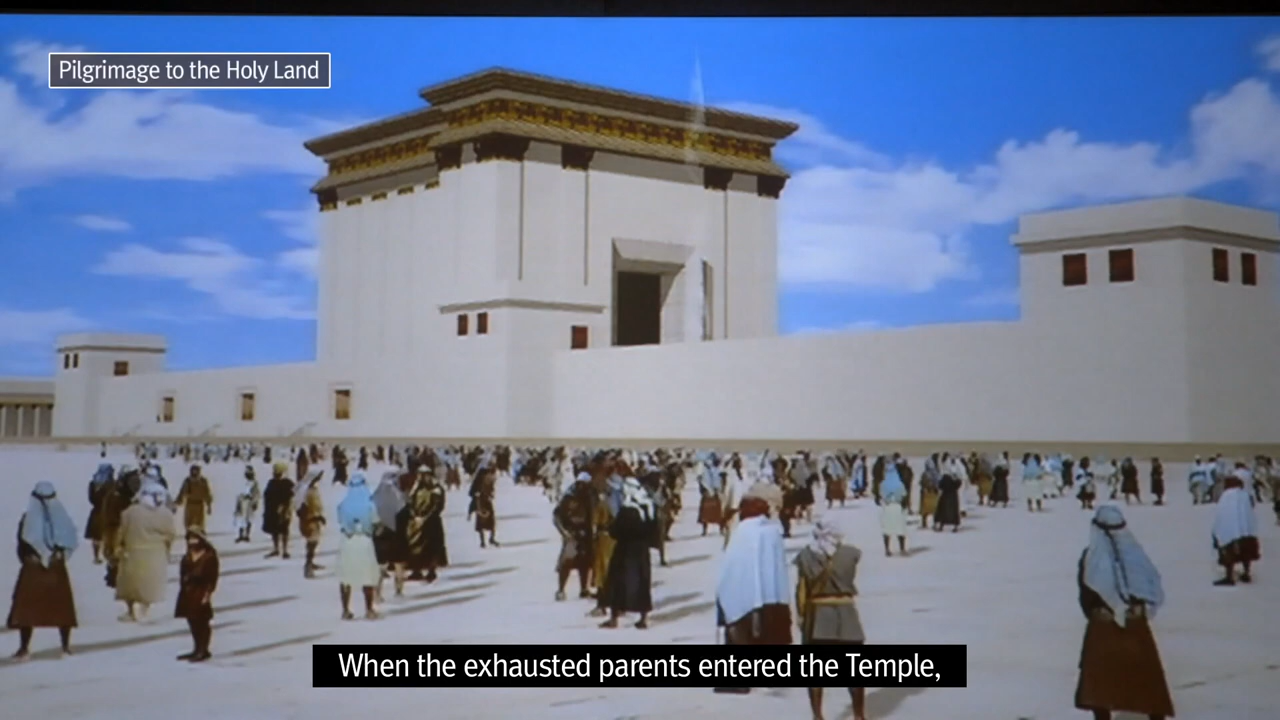 Pilgrimage to the Holy Land
When the exhausted parents entered the Temple,